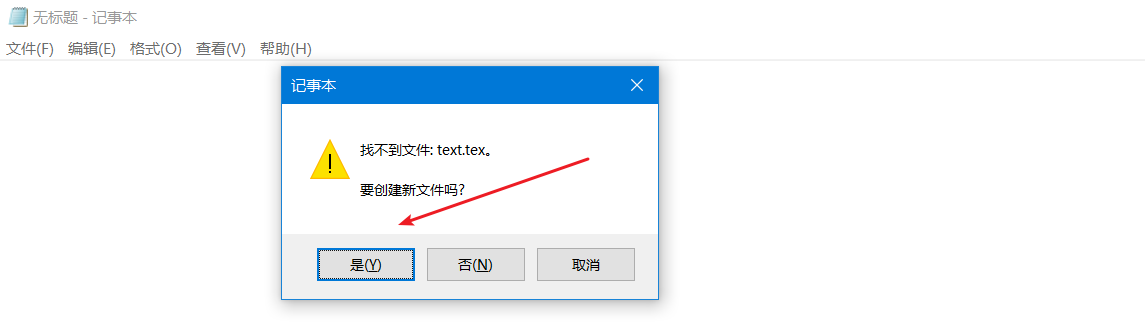 无标题 - 记事本
文件(F) 编辑(E) 格式(O) 查看(V) 帮助(H)
记事本
找不到文件: text.tex。
要创建新文件吗?
是(Y) 否(N) 取消